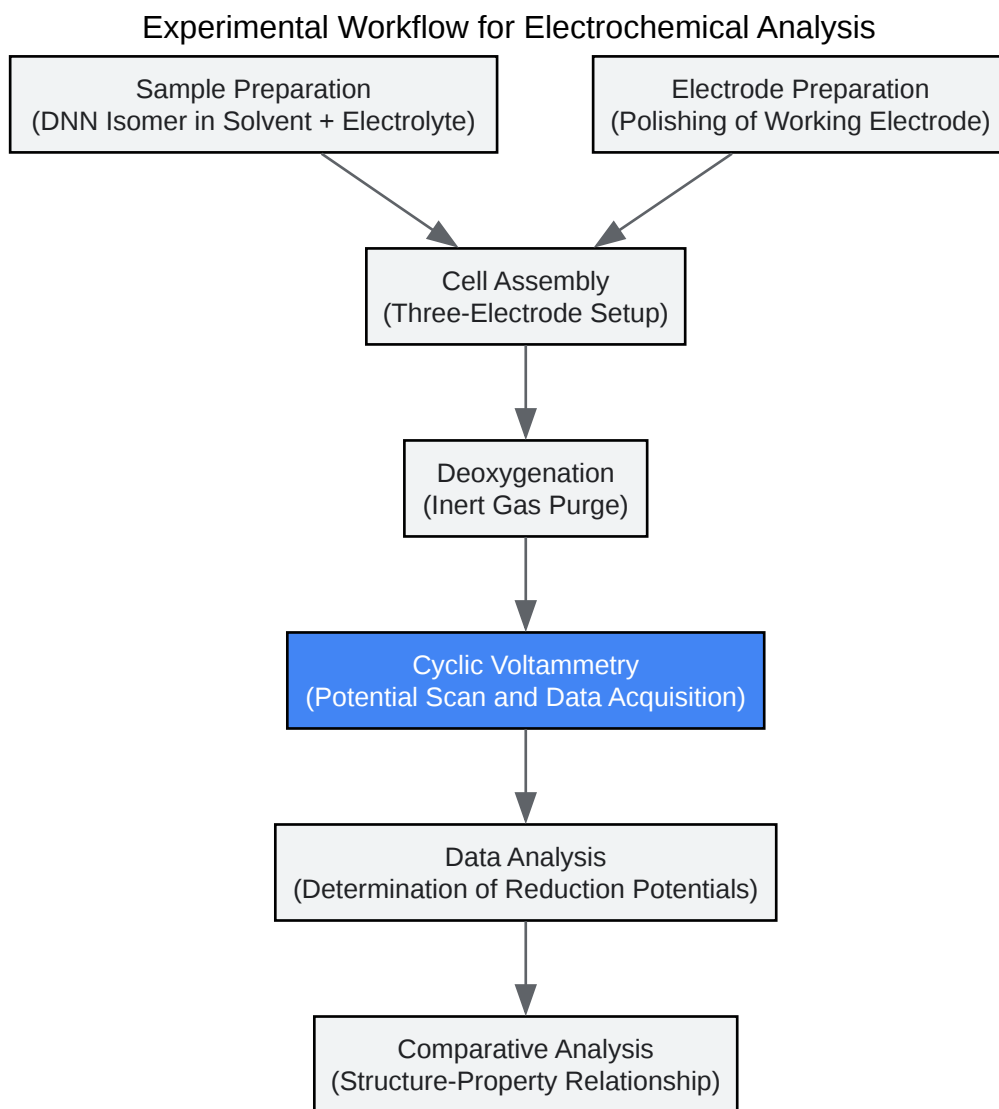 Experimental Workflow for Electrochemical Analysis
Sample Preparation
(DNN Isomer in Solvent + Electrolyte)
Electrode Preparation
(Polishing of Working Electrode)
Cell Assembly
(Three-Electrode Setup)
Deoxygenation
(Inert Gas Purge)
Cyclic Voltammetry
(Potential Scan and Data Acquisition)
Data Analysis
(Determination of Reduction Potentials)
Comparative Analysis
(Structure-Property Relationship)